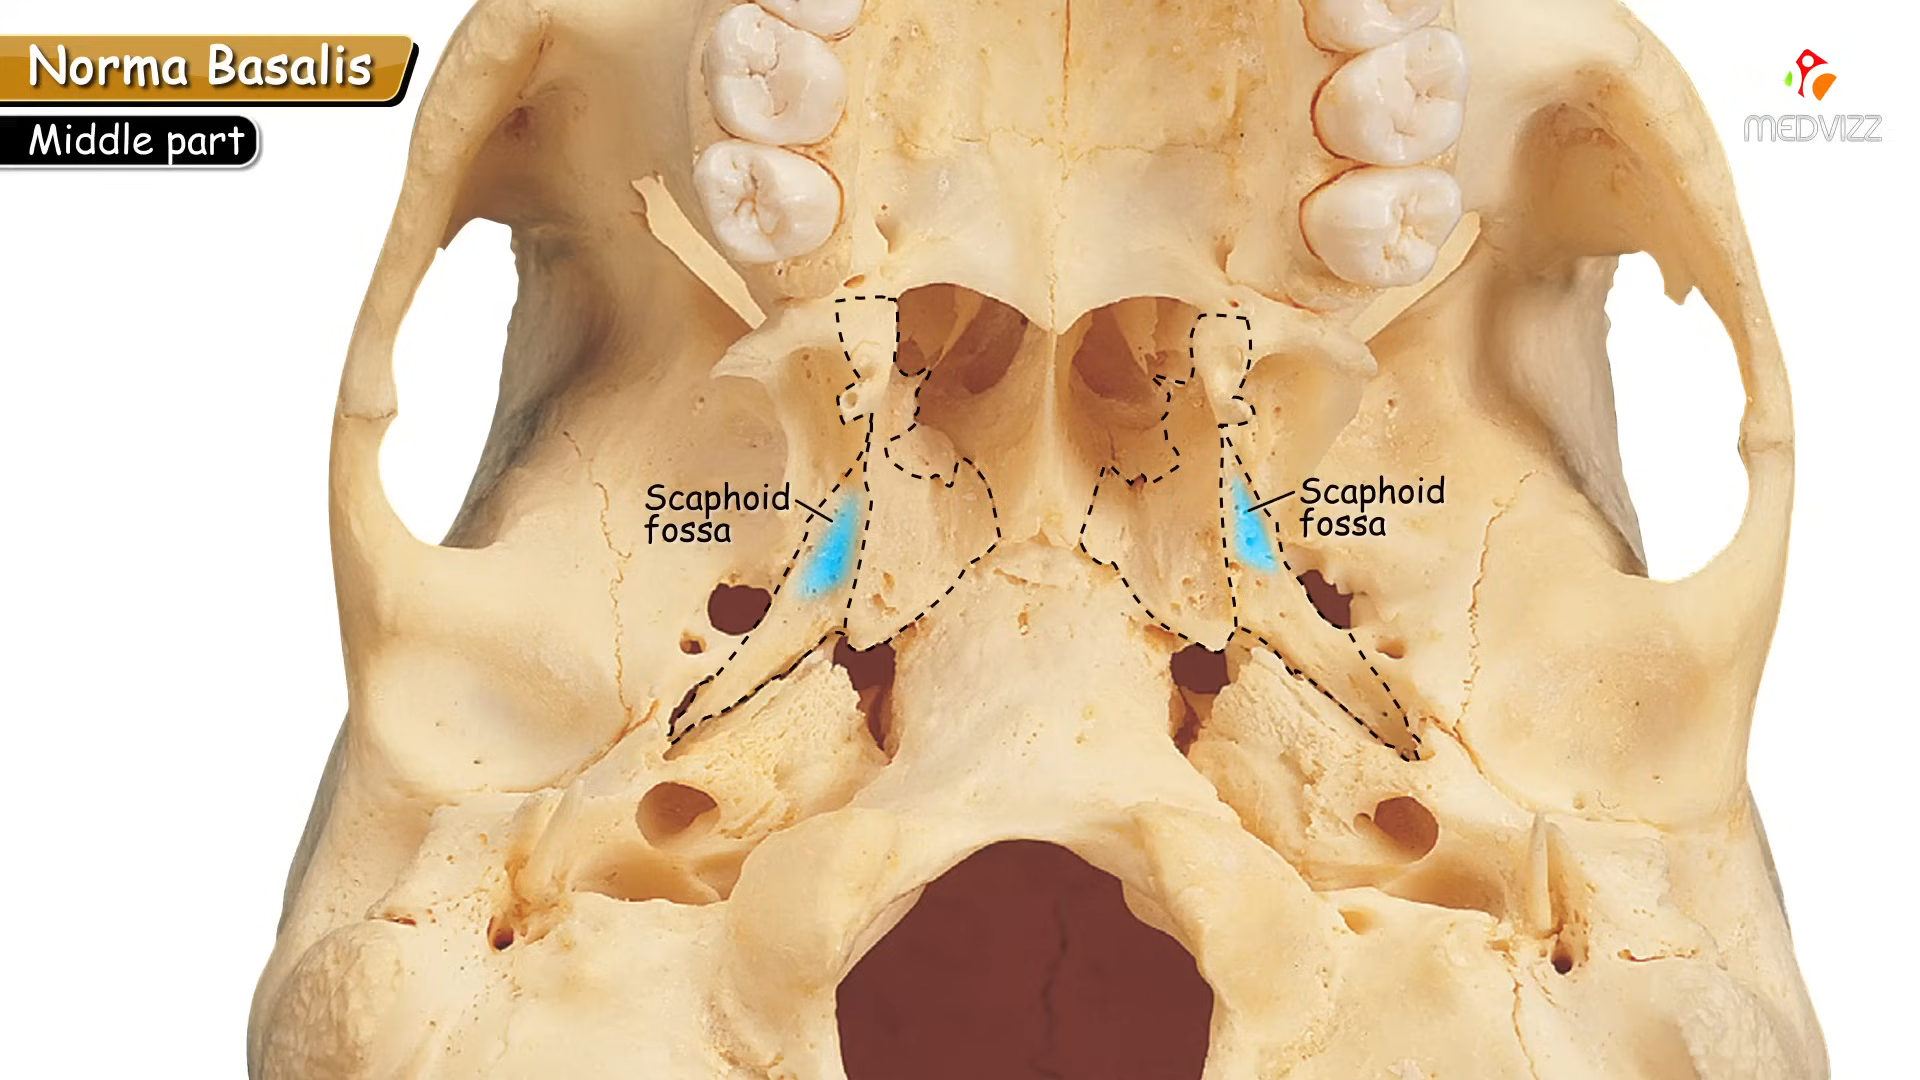 Norma Basalis
Middle part
MEDVIZZ
Scaphoid
fossa
Scaphoid
fossa